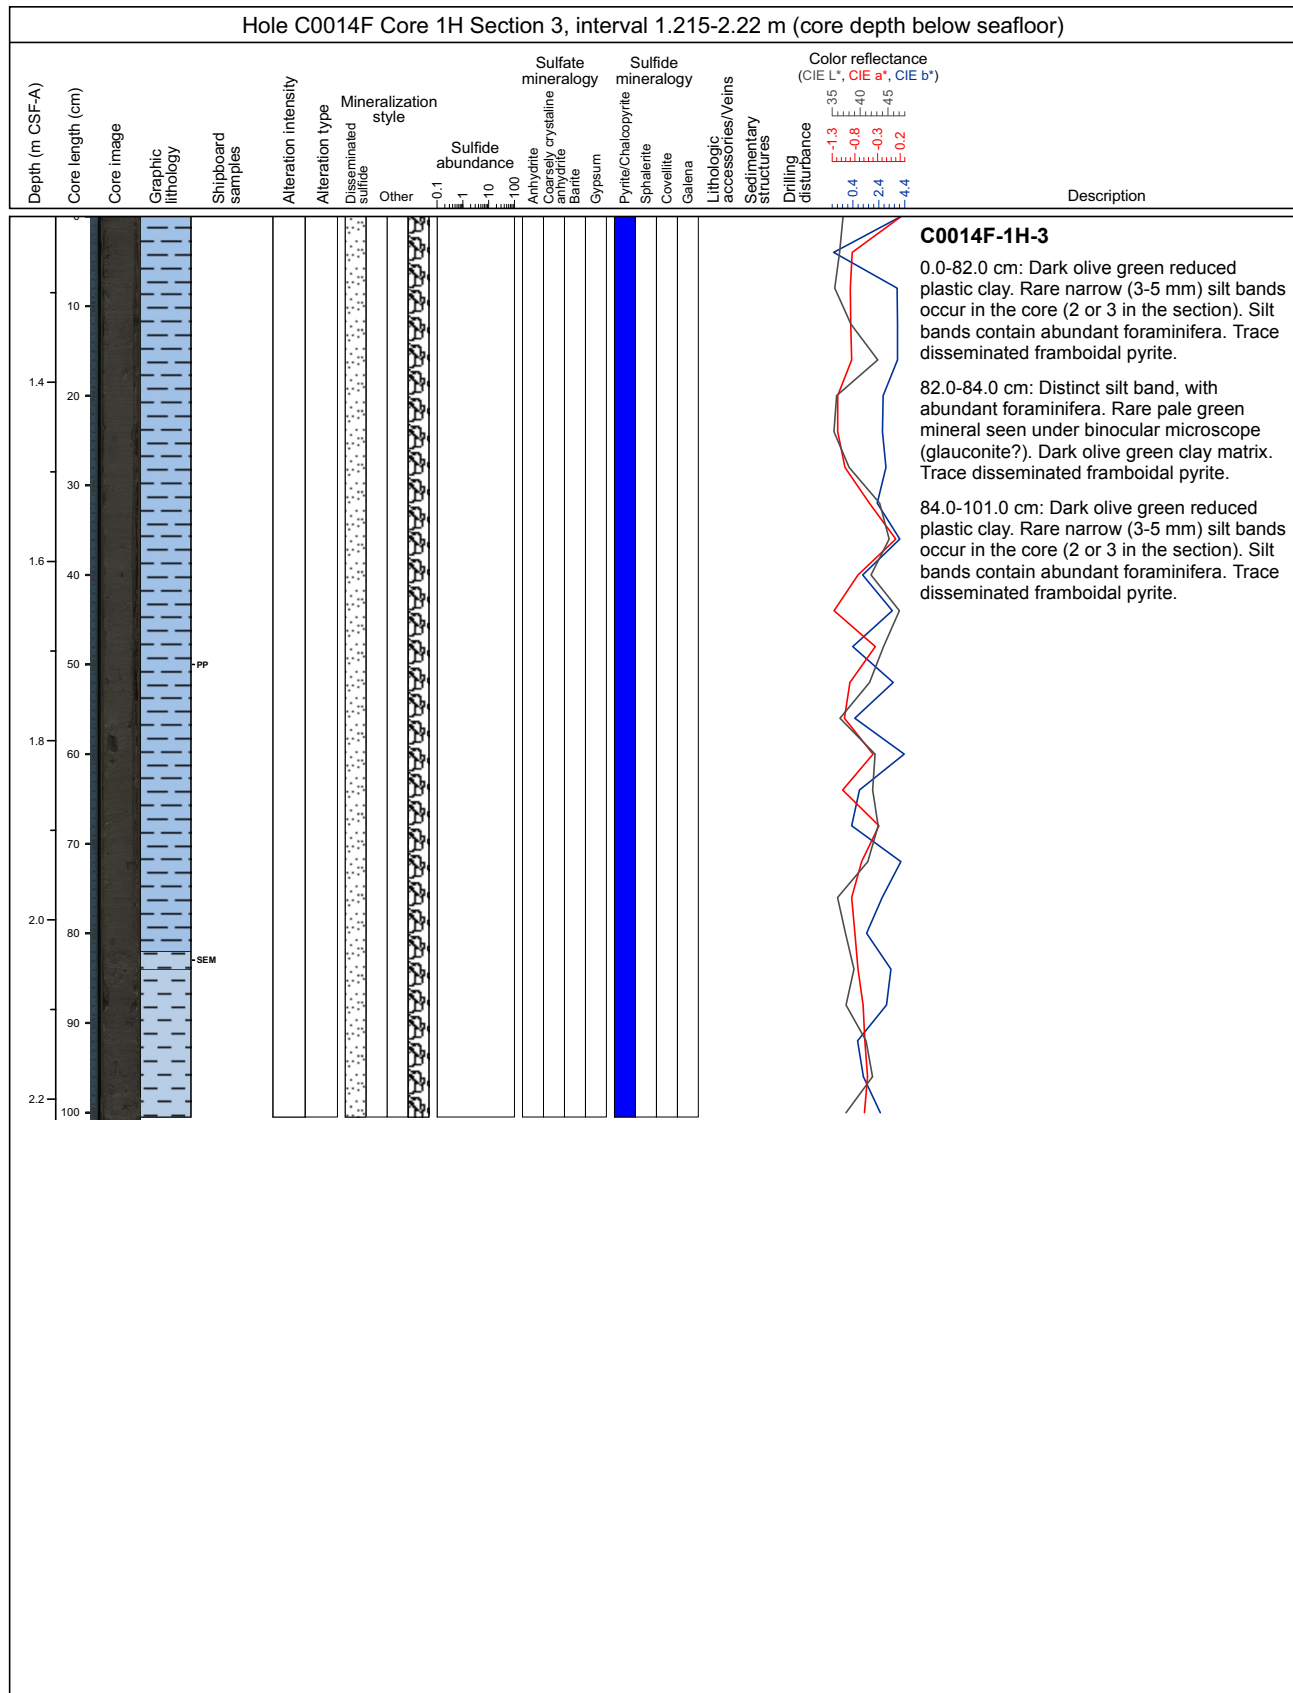 Hole C0014F Core 1H Section 3, interval 1.215-2.22 m (core depth below seafloor)
Depth (m CSF-A)
Core length (cm)
Core image
Graphic
lithology
Shipboard
samples
Alteration intensity
Alteration type
Mineralization
style
Disseminated
sulfide
Other
Sulfide
abundance
0.1
1
10
100
Sulfate
mineralogy
Anhydrite
Coarsely crystaline
anhydrite
Barite
Gypsum
Sulfide
mineralogy
Pyrite/Chalcopyrite
Sphalerite
Covellite
Galena
Lithologic
accessories/Veins
Sedimentary
structures
Drilling
disturbance
Color reflectance
(CIE L*, CIE a*, CIE b*)
35
40
45
-1.3
-0.8
-0.3
0.2
0.4
2.4
4.4
Description
0
10
1.4
20
30
1.6
40
50
PP
1.8
60
70
2.0
80
SEM
90
2.2
100
C0014F-1H-3
0.0-82.0 cm: Dark olive green reduced
plastic clay. Rare narrow (3-5 mm) silt bands
occur in the core (2 or 3 in the section). Silt
bands contain abundant foraminifera. Trace
disseminated framboidal pyrite.
82.0-84.0 cm: Distinct silt band, with
abundant foraminifera. Rare pale green
mineral seen under binocular microscope
(glauconite?). Dark olive green clay matrix.
Trace disseminated framboidal pyrite.
84.0-101.0 cm: Dark olive green reduced
plastic clay. Rare narrow (3-5 mm) silt bands
occur in the core (2 or 3 in the section). Silt
bands contain abundant foraminifera. Trace
disseminated framboidal pyrite.